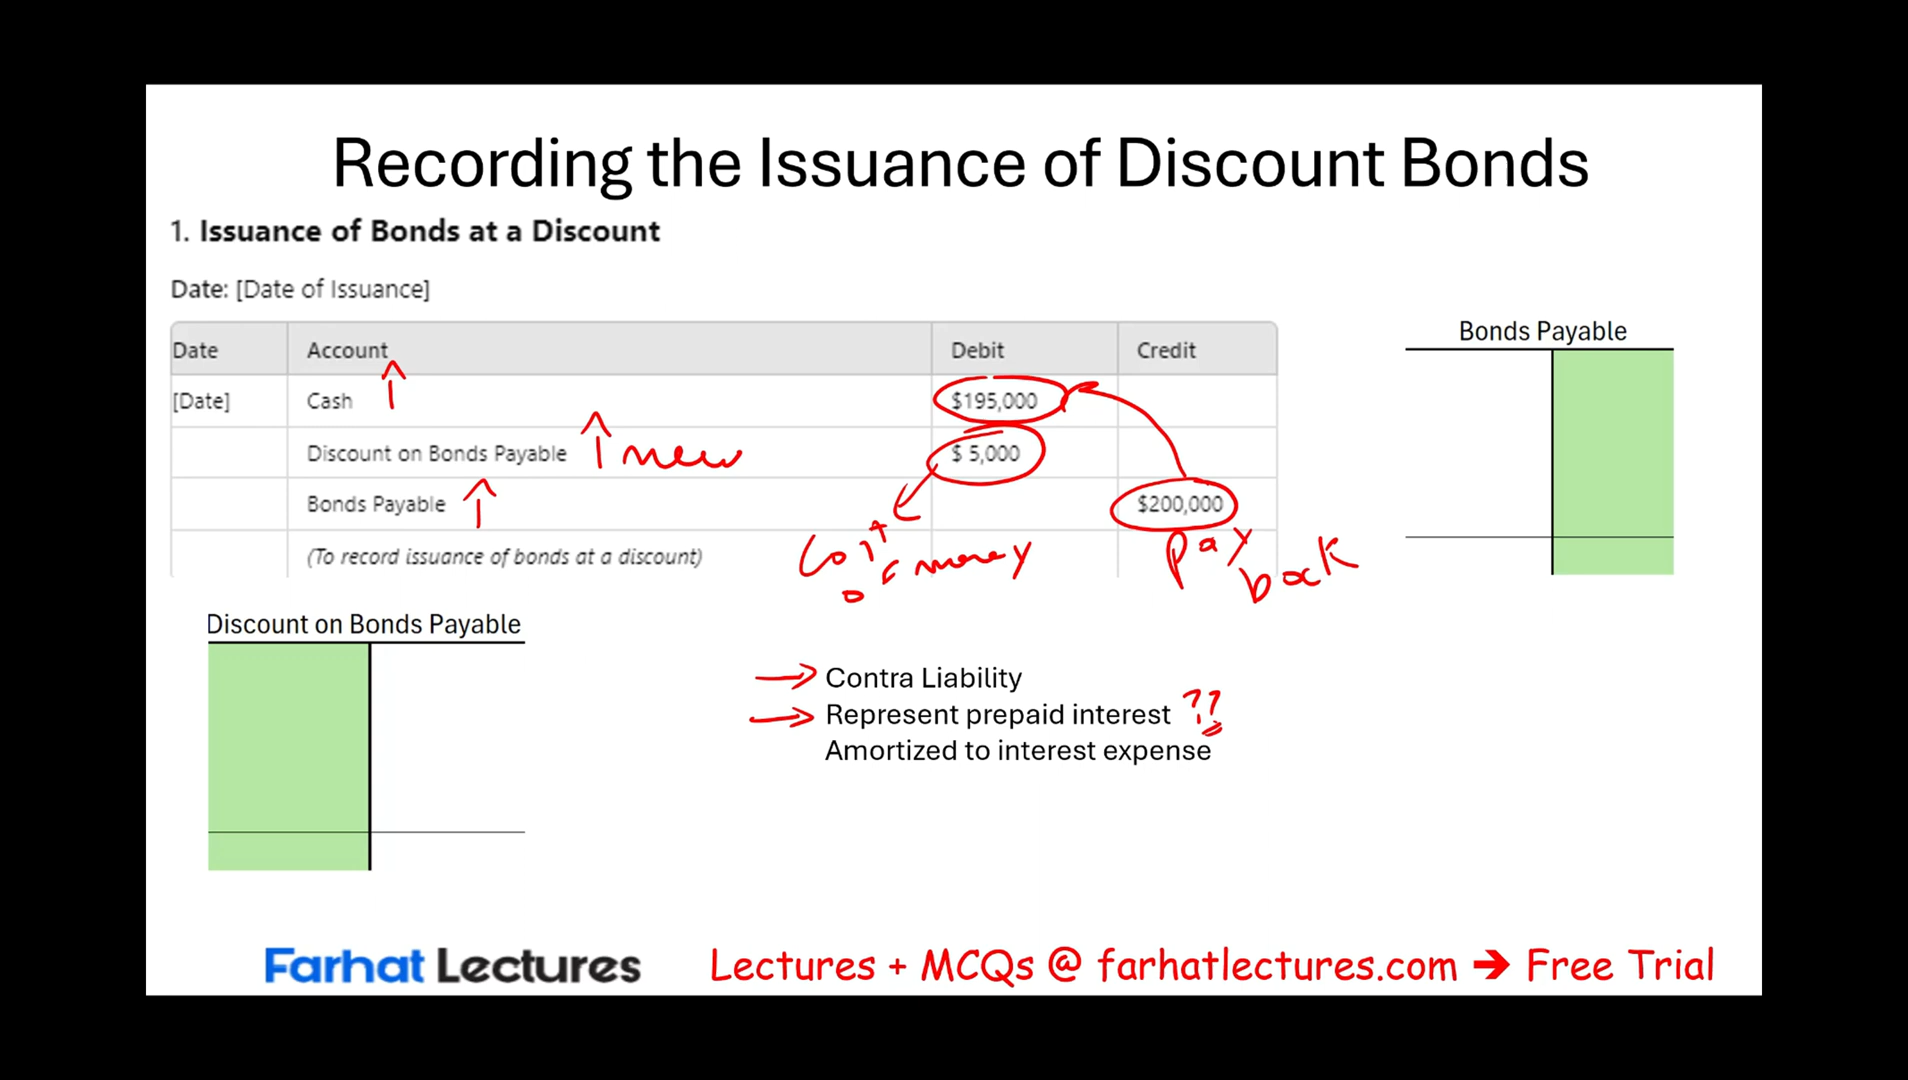 Recording the Issuance of Discount Bonds
1. Issuance of Bonds at a Discount
Date: [Date of Issuance]
Date Account Debit Credit
[Date] Cash $195,000
Discount on Bonds Payable new $ 5,000
Bonds Payable $200,000
(To record issuance of bonds at a discount)
Cost of money
pay back
Bonds Payable
Discount on Bonds Payable
Contra Liability
Represent prepaid interest ??
Amortized to interest expense
Farhat Lectures
Lectures + MCQs @ farhatlectures.com ➔ Free Trial